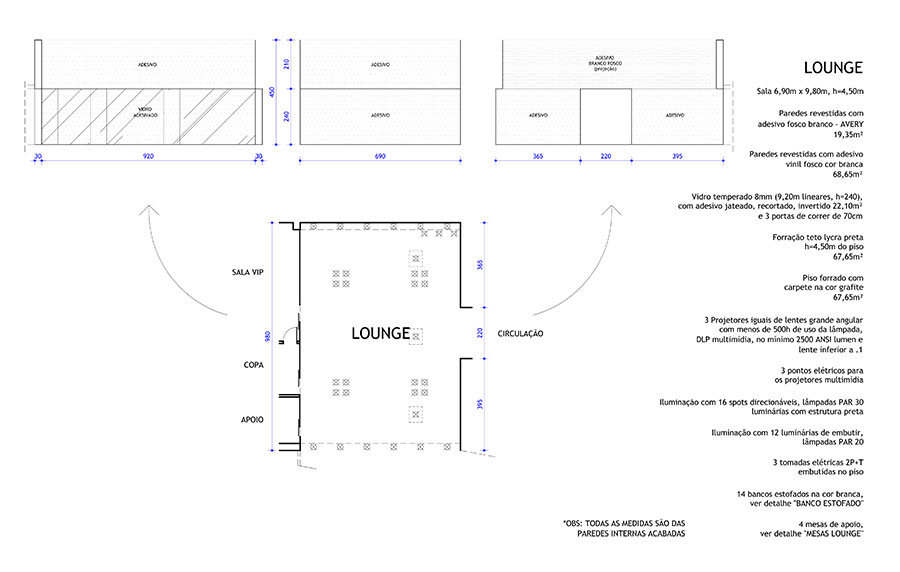 ADESIVO
VIDRO
ADESIVADO
30
920
30
450
210
240
ADESIVO
ADESIVO
690
ADESIVO
BRANCO FOSCO
(projeção)
ADESIVO
ADESIVO
365
220
395
SALA VIP
980
COPA
APOIO
LOUNGE
365
220
395
CIRCULAÇÃO
LOUNGE
Sala 6,90m x 9,80m, h=4,50m
Paredes revestidas com
adesivo fosco branco - AVERY
19,35m²
Paredes revestidas com adesivo
vinil fosco cor branca
68,65m²
Vidro temperado 8mm (9,20m lineares, h=240),
com adesivo jateado, recortado, invertido 22,10m²
e 3 portas de correr de 70cm
Forração teto lycra preta
h=4,50m do piso
67,65m²
Piso forrado com
carpete na cor grafite
67,65m²
3 Projetores iguais de lentes grande angular
com menos de 500h de uso da lâmpada,
DLP multimídia, no mínimo 2500 ANSI lumen e
lente inferior a .1
3 pontos elétricos para
os projetores multimídia
Iluminação com 16 spots direcionáveis, lâmpadas PAR 30
luminárias com estrutura preta
Iluminação com 12 luminárias de embutir,
lâmpadas PAR 20
3 tomadas elétricas 2P+T
embutidas no piso
14 bancos estofados na cor branca,
ver detalhe "BANCO ESTOFADO"
4 mesas de apoio,
ver detalhe "MESAS LOUNGE"
*OBS: TODAS AS MEDIDAS SÃO DAS
PAREDES INTERNAS ACABADAS